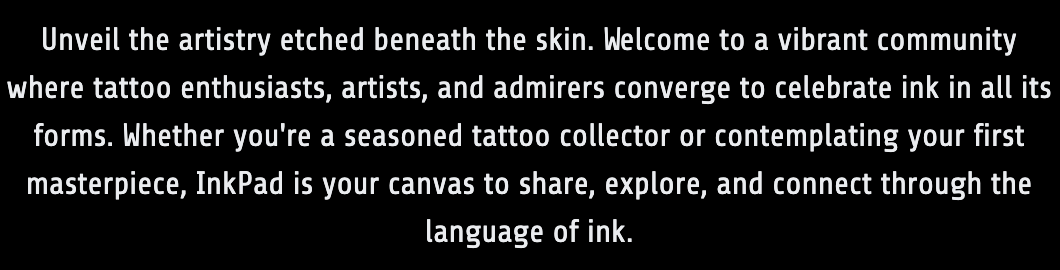 Unveil the artistry etched beneath the skin. Welcome to a vibrant community
where tattoo enthusiasts, artists, and admirers converge to celebrate ink in all its
forms. Whether you're a seasoned tattoo collector or contemplating your first
masterpiece, InkPad is your canvas to share, explore, and connect through the
language of ink.